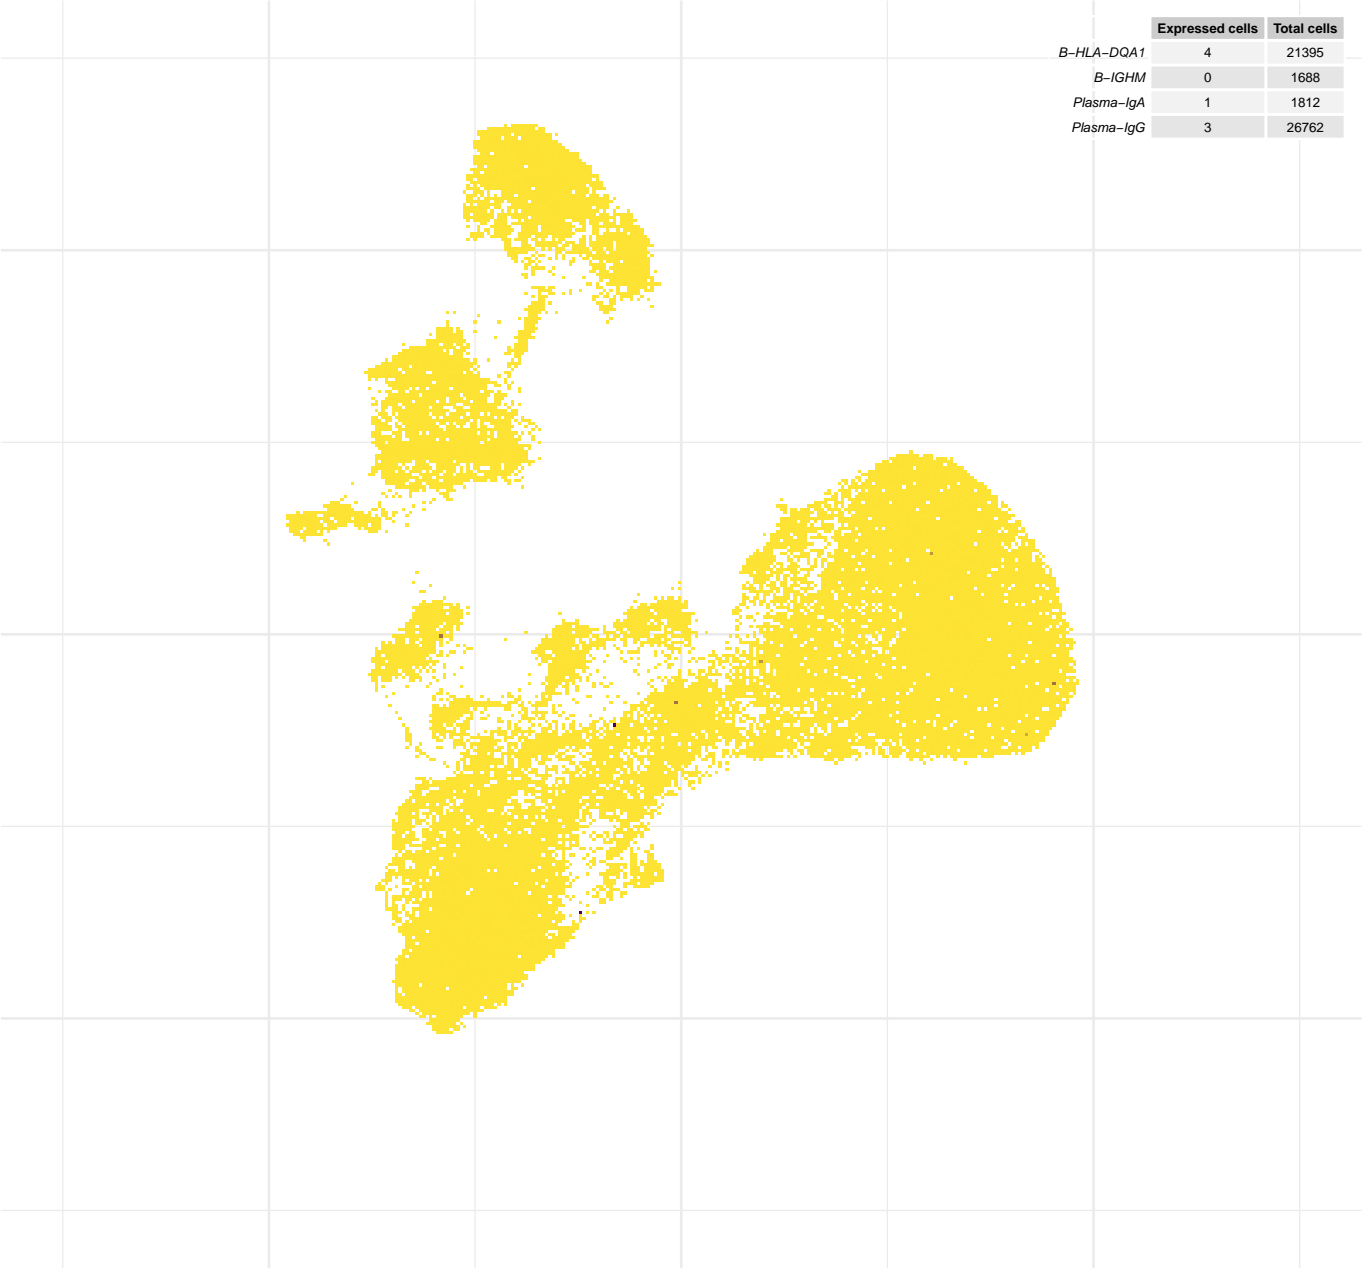 Expressed cells Total cells
B−HLA−DQA1 4 21395
B−IGHM 0 1688
Plasma−IgA 1 1812
Plasma−IgG 3 26762